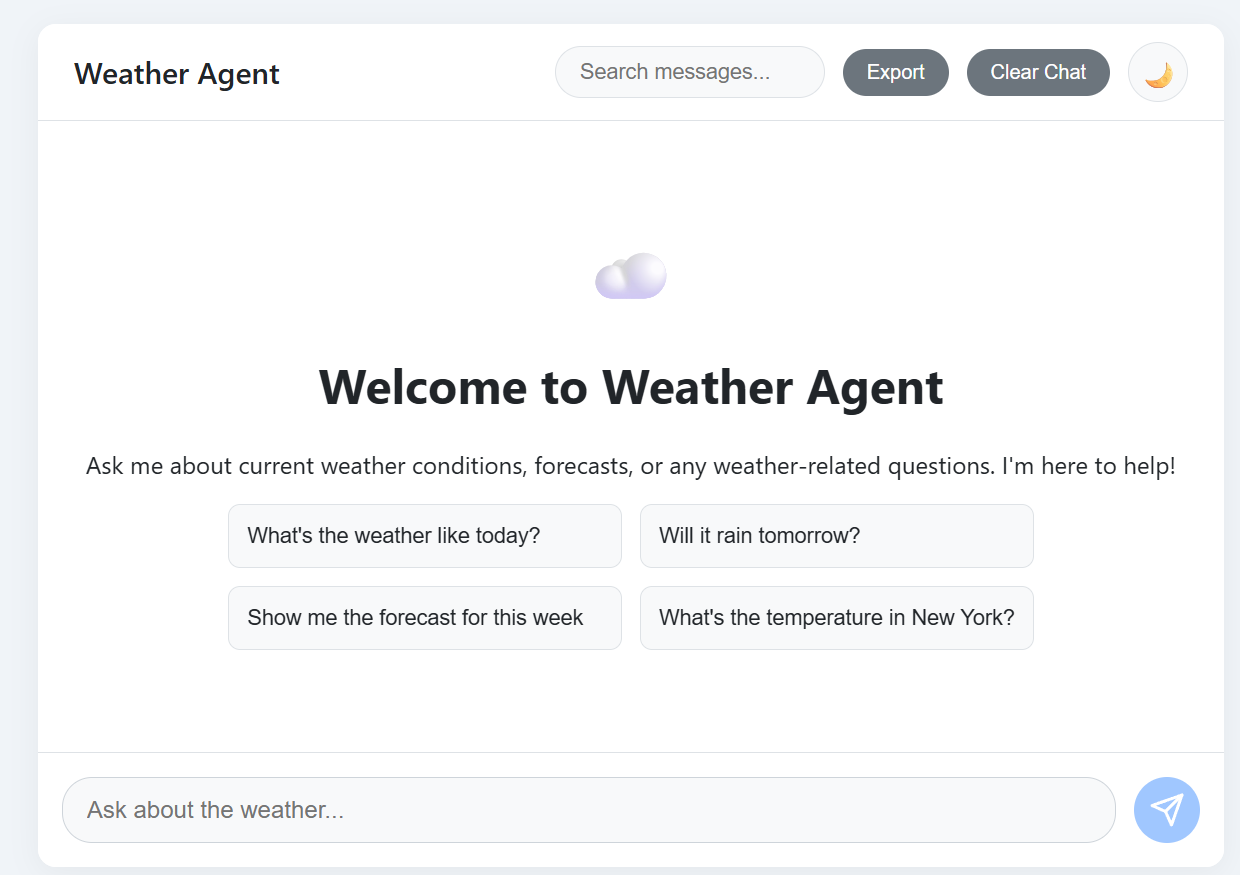 Weather Agent
Search messages...
Export
Clear Chat
Welcome to Weather Agent
Ask me about current weather conditions, forecasts, or any weather-related questions. I'm here to help!
What's the weather like today?
Will it rain tomorrow?
Show me the forecast for this week
What's the temperature in New York?
Ask about the weather...